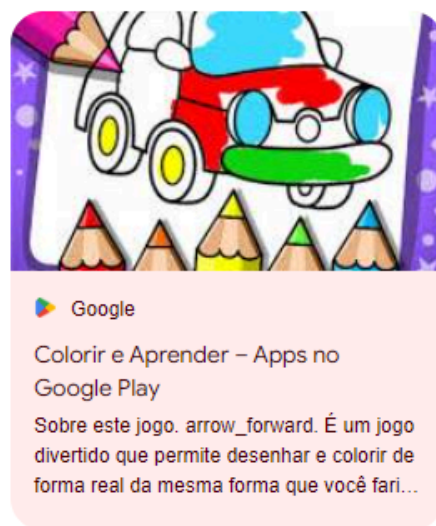 Google
Colorir e Aprender – Apps no
Google Play
Sobre este jogo. arrow_forward. É um jogo
divertido que permite desenhar e colorir de
forma real da mesma forma que você fari...